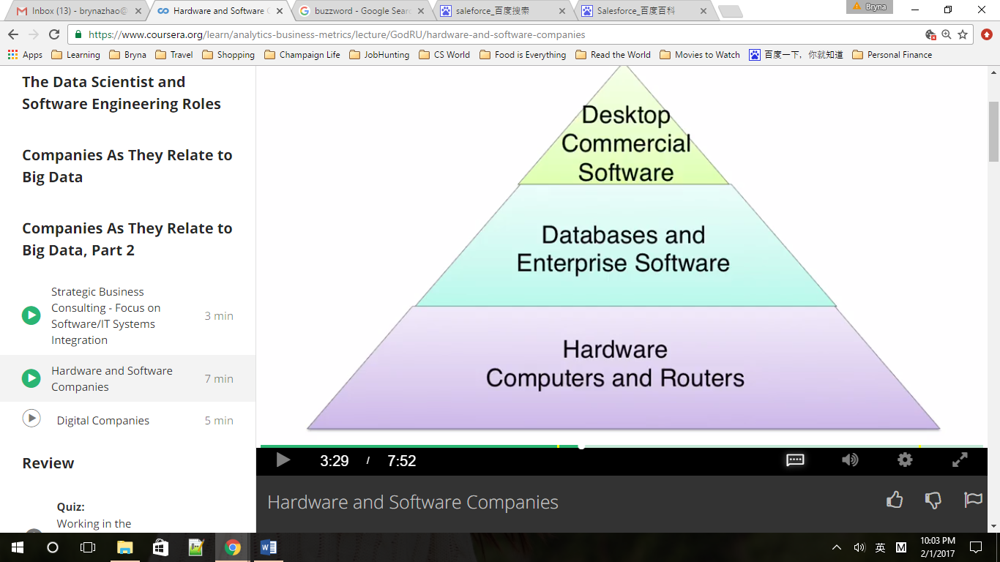 Inbox (13) - brynazhao@
Hardware and Software C
buzzword - Google Searc
saleforce_百度搜索
Salesforce_百度百科
Bryna
https://www.coursera.org/learn/analytics-business-metrics/lecture/GodRU/hardware-and-software-companies
Apps Learning Bryna Travel Shopping Champaign Life JobHunting CS World Food is Everything Read the World Movies to Watch 百度一下，你就知道 Personal Finance
The Data Scientist and
Software Engineering Roles
Companies As They Relate to
Big Data
Companies As They Relate to
Big Data, Part 2
Strategic Business
Consulting - Focus on
Software/IT Systems
Integration
3 min
Hardware and Software
Companies
7 min
Digital Companies
5 min
Review
Quiz:
Working in the
Desktop
Commercial
Software
Databases and
Enterprise Software
Hardware
Computers and Routers
3:29 / 7:52
Hardware and Software Companies
英
M
10:03 PM
2/1/2017